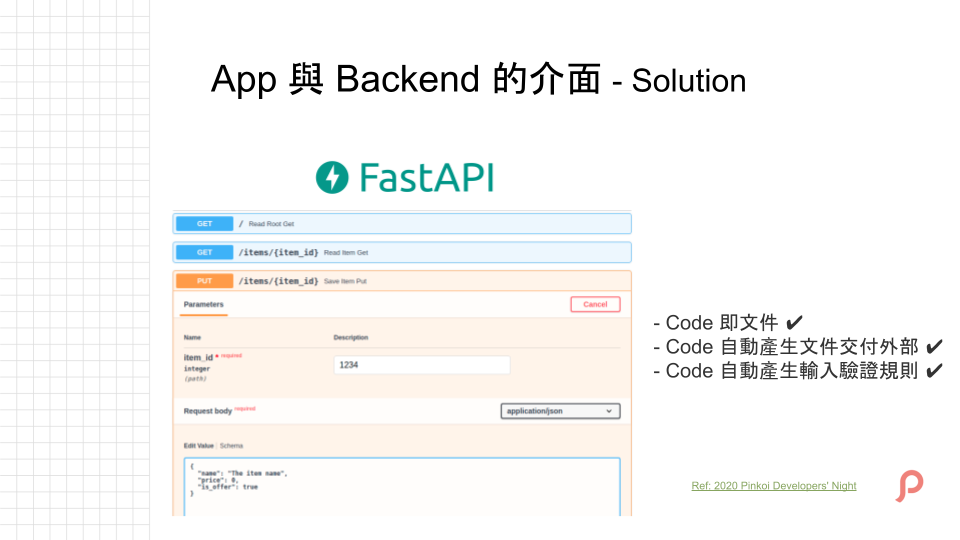 App 與 Backend 的介面 - Solution
FastAPI
GET / Read Root Get
GET /items/{item_id} Read Item Get
PUT /items/{item_id} Save Item Put
Parameters Cancel
Name Description
item_id * required 1234
integer
(path)
Request body required application/json
Edit Value | Schema
{
"name": "The item name",
"price": 0,
"is_offer": true
}
- Code 即文件 ✔
- Code 自動產生文件交付外部 ✔
- Code 自動產生輸入驗證規則 ✔
Ref: 2020 Pinkoi Developers' Night